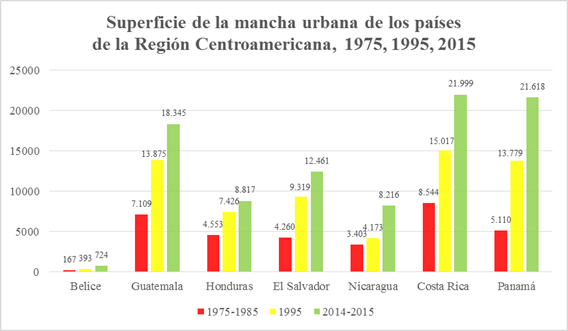 Superficie de la mancha urbana de los países
de la Región Centroamericana, 1975, 1995, 2015
25000
20000
15000
10000
5000
0
167 393 724
7.109 13.875 18.345
4.553 7.426 8.817
4.260 9.319 12.461
3.403 4.173 8.216
8.544 15.017 21.999
5.110 13.779 21.618
Belice Guatemala Honduras El Salvador Nicaragua Costa Rica Panamá
1975-1985 1995 2014-2015